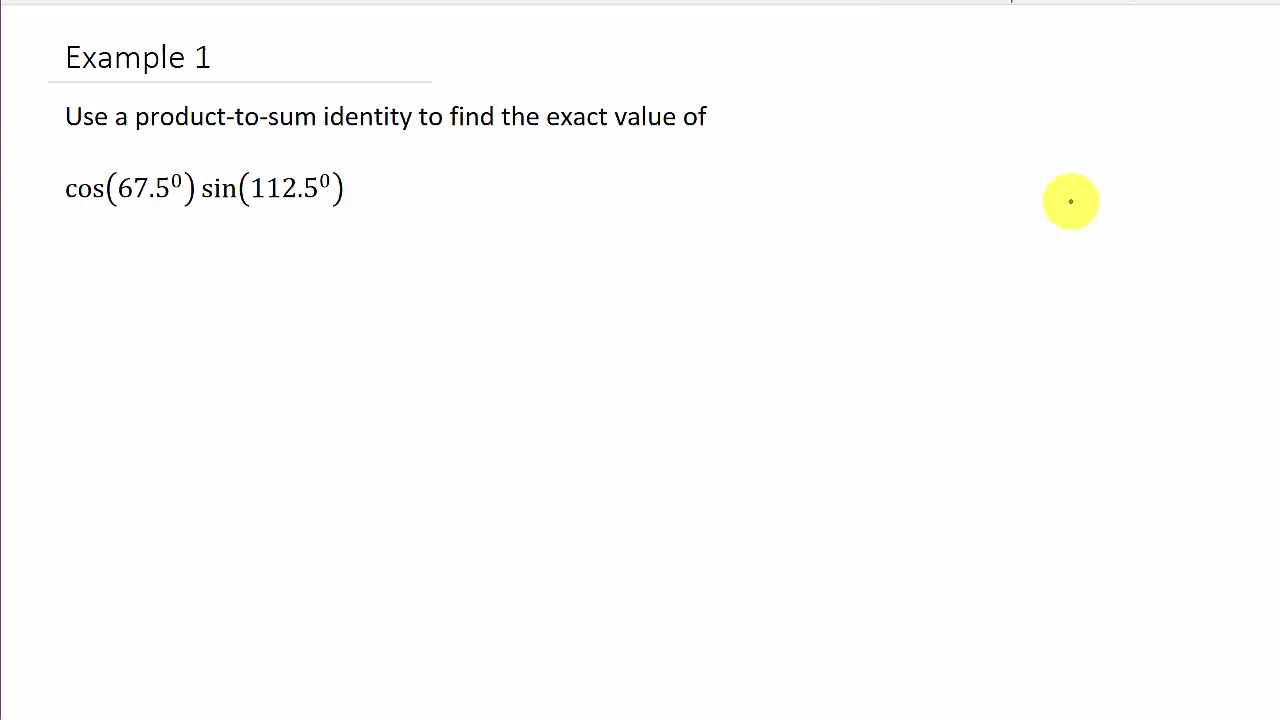 Example 1
Use a product-to-sum identity to find the exact value of
cos(67.5⁰) sin(112.5⁰)